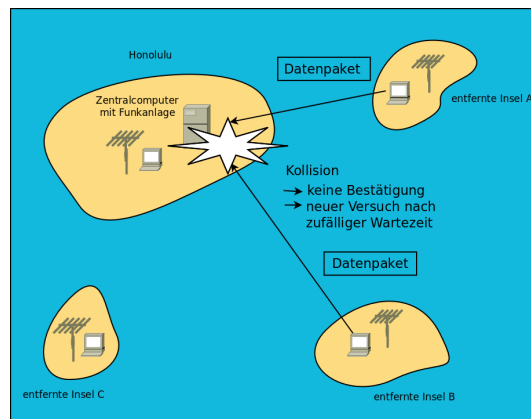 Honolulu
Zentralcomputer
mit Funkanlage
Datenpaket
entfernte Insel A
Kollision
keine Bestätigung
neuer Versuch nach
zufälliger Wartezeit
Datenpaket
entfernte Insel C
entfernte Insel B